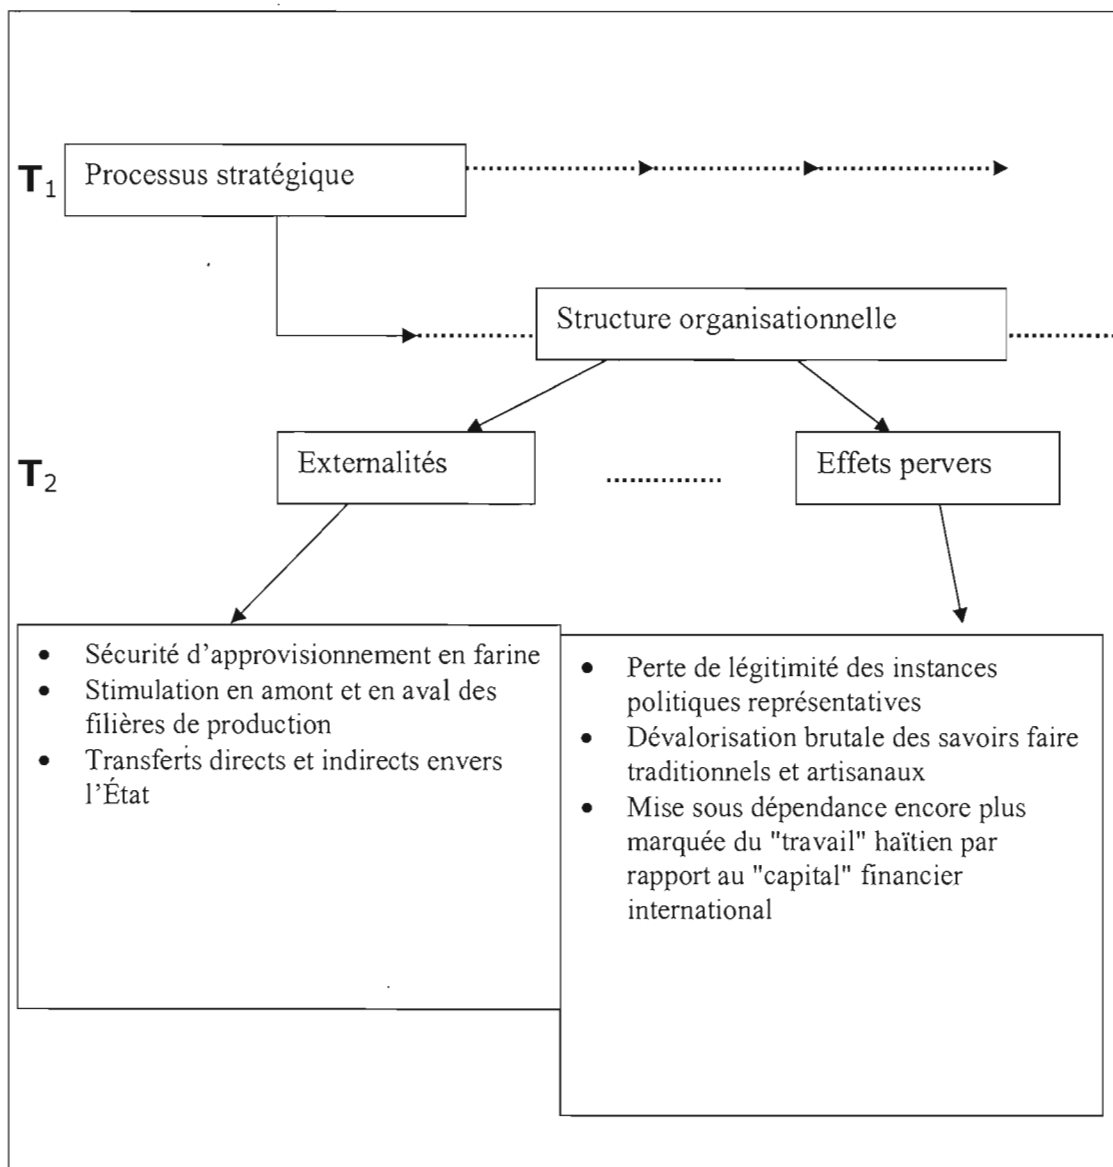 T1 Processus stratégique
Structure organisationnelle
T2 Externalités
Effets pervers
• Sécurité d'approvisionnement en farine
• Stimulation en amont et en aval des
filières de production
• Transferts directs et indirects envers
l'État
• Perte de légitimité des instances
politiques représentatives
• Dévalorisation brutale des savoirs faire
traditionnels et artisanaux
• Mise sous dépendance encore plus
marquée du "travail" haïtien par
rapport au "capital" financier
international